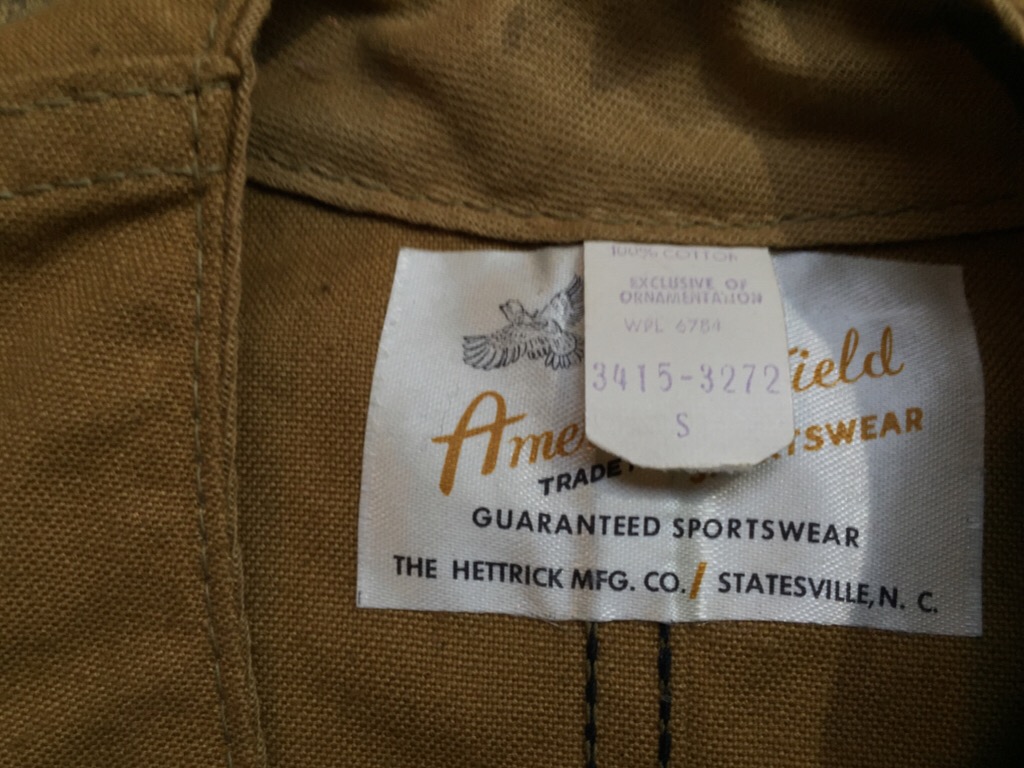 100% COTTON
EXCLUSIVE OF
ORNAMENTATION
WPL 6784
3415-3272
S
Ame ield
TRADE TSWEAR
GUARANTEED SPORTSWEAR
THE HETTRICK MFG. CO. / STATESVILLE, N. C.